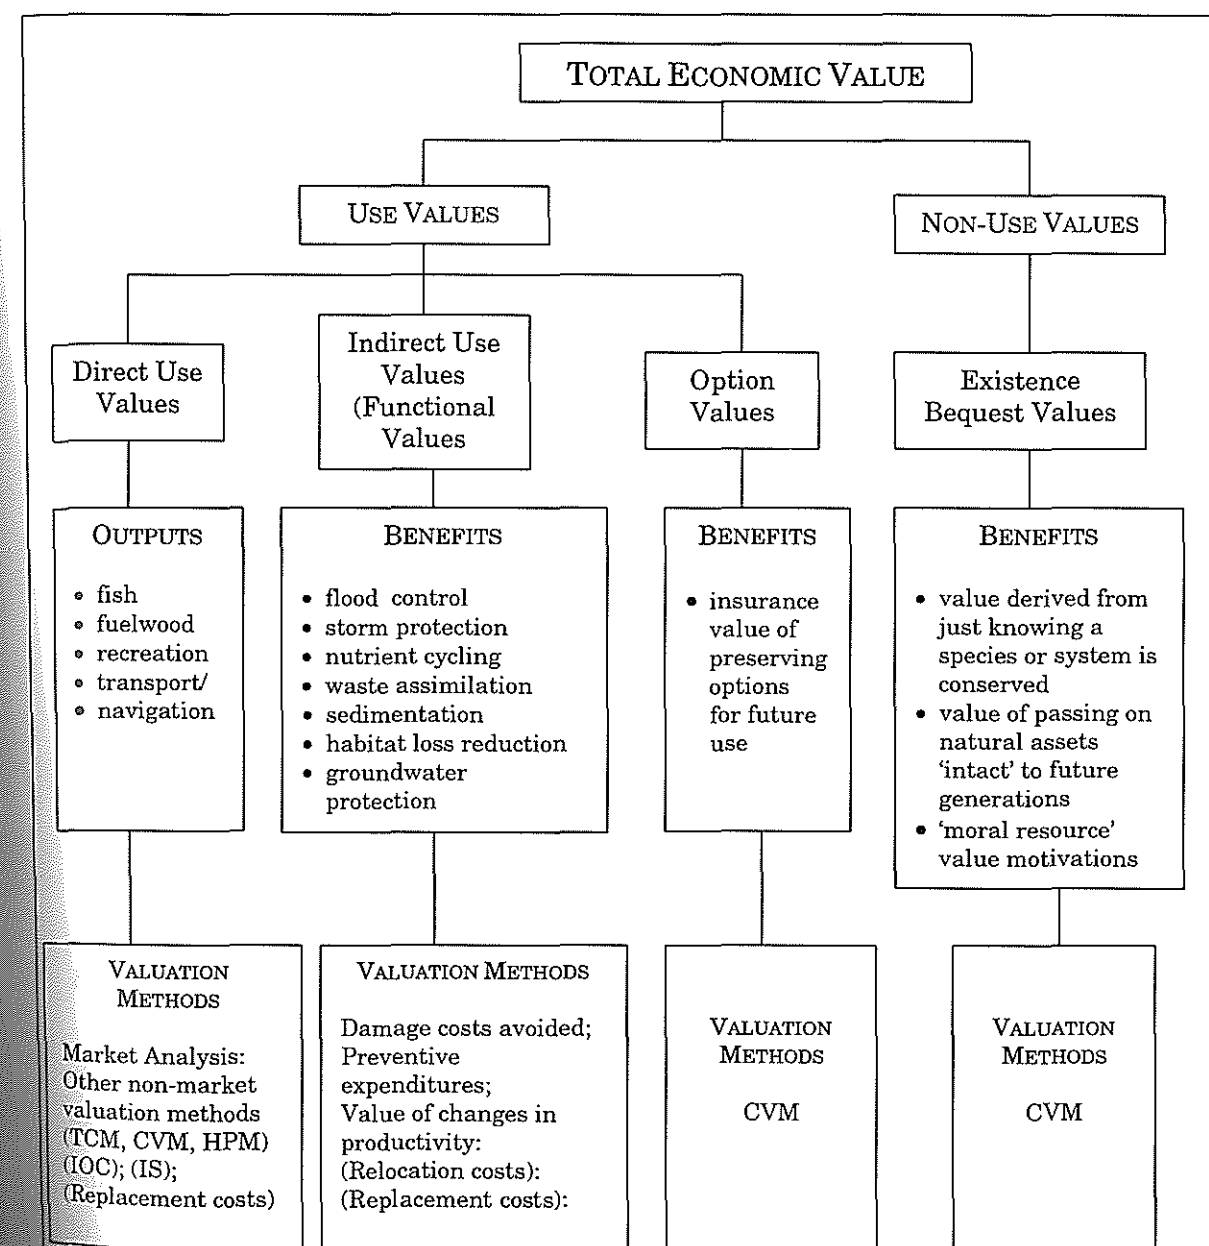 TOTAL ECONOMIC VALUE
USE VALUES
NON-USE VALUES
Direct Use
Values
Indirect Use
Values
(Functional
Values
Option
Values
Existence
Bequest Values
OUTPUTS
• fish
• fuelwood
• recreation
• transport/
• navigation
BENEFITS
• flood control
• storm protection
• nutrient cycling
• waste assimilation
• sedimentation
• habitat loss reduction
• groundwater
protection
BENEFITS
• insurance
value of
preserving
options
for future
use
BENEFITS
• value derived from
just knowing a
species or system is
conserved
• value of passing on
natural assets
‘intact’ to future
generations
• ‘moral resource’
value motivations
VALUATION
METHODS
Market Analysis:
Other non-market
valuation methods
(TCM, CVM, HPM)
(IOC); (IS);
(Replacement costs)
VALUATION METHODS
Damage costs avoided;
Preventive
expenditures;
Value of changes in
productivity:
(Relocation costs):
(Replacement costs):
VALUATION
METHODS
CVM
VALUATION
METHODS
CVM